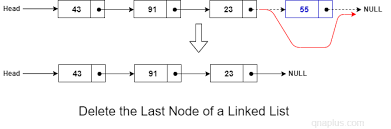 Head 43 91 23 55 NULL
Head 43 91 23 NULL
Delete the Last Node of a Linked List
qnaplus.com